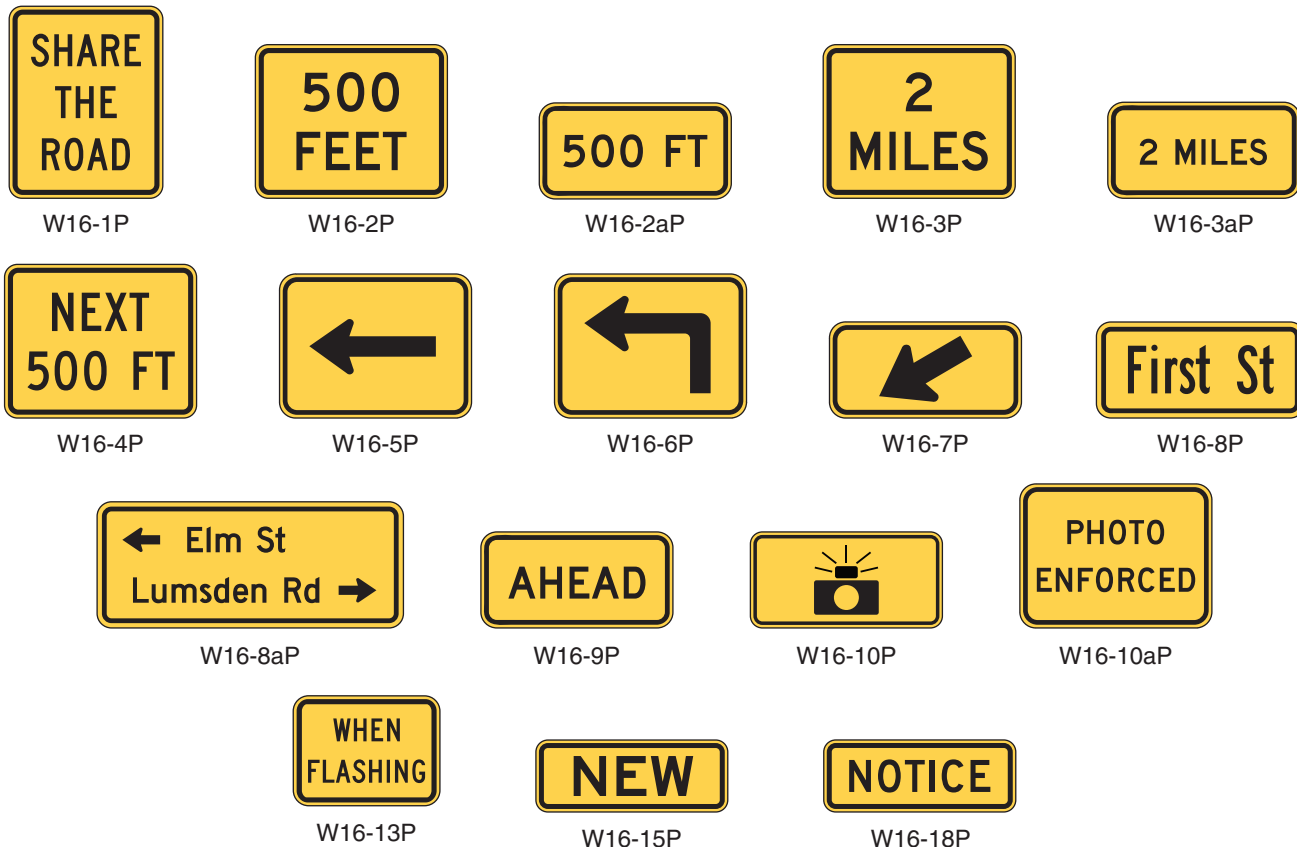 SHARE
THE
ROAD
W16-1P
500
FEET
W16-2P
500 FT
W16-2aP
2
MILES
W16-3P
2 MILES
W16-3aP
NEXT
500 FT
W16-4P
W16-5P
W16-6P
W16-7P
First St
W16-8P
Elm St
Lumsden Rd
W16-8aP
AHEAD
W16-9P
W16-10P
PHOTO
ENFORCED
W16-10aP
WHEN
FLASHING
W16-13P
NEW
W16-15P
NOTICE
W16-18P